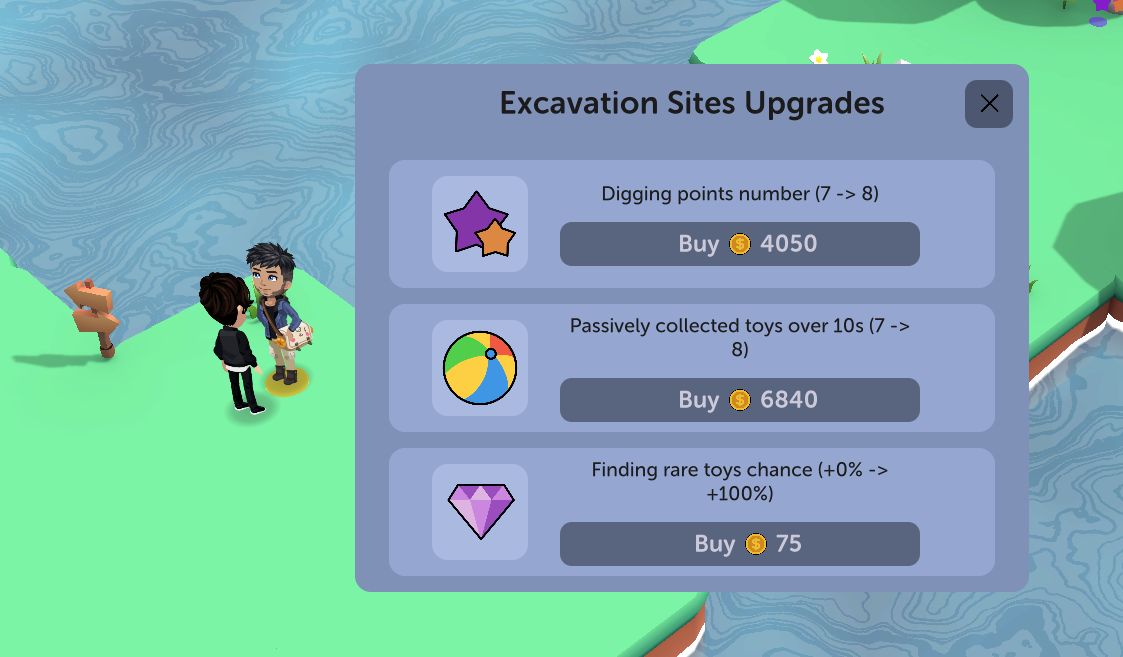 Excavation Sites Upgrades
Digging points number (7 -> 8)
Buy $ 4050
Passively collected toys over 10s (7 ->
8)
Buy $ 6840
Finding rare toys chance (+0% ->
+100%)
Buy $ 75